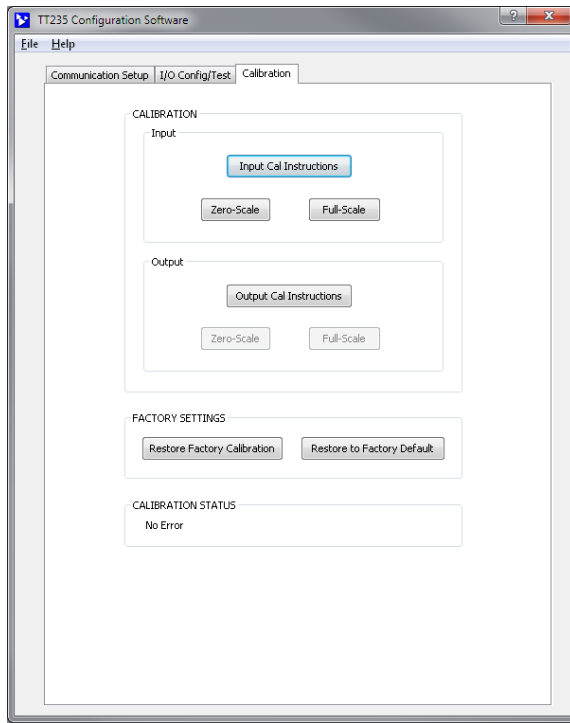 TT235 Configuration Software
File Help
Communication Setup I/O Config/Test Calibration
CALIBRATION
Input
Input Cal Instructions
Zero-Scale Full-Scale
Output
Output Cal Instructions
Zero-Scale Full-Scale
FACTORY SETTINGS
Restore Factory Calibration Restore to Factory Default
CALIBRATION STATUS
No Error